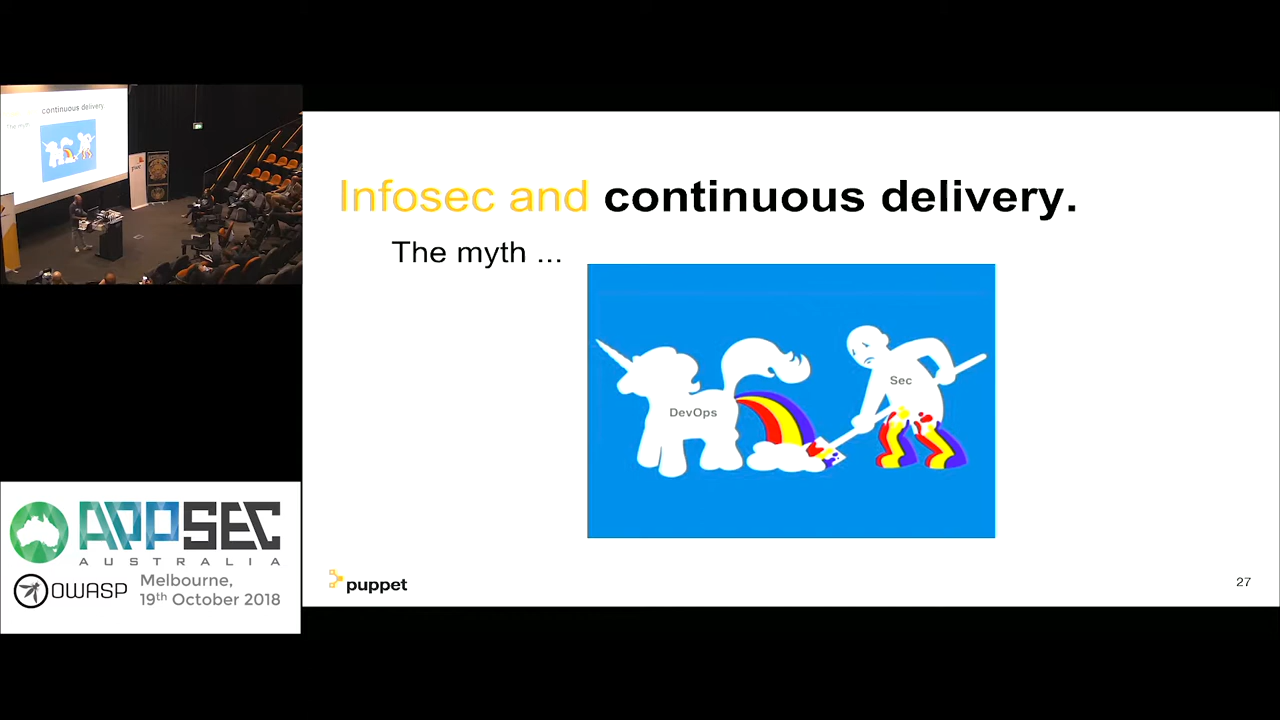 continuous delivery
The myth
Infosec and continuous delivery.
The myth ...
DevOps
Sec
puppet
27
APPSEC
AUSTRALIA
OWASP
Melbourne,
19th October 2018